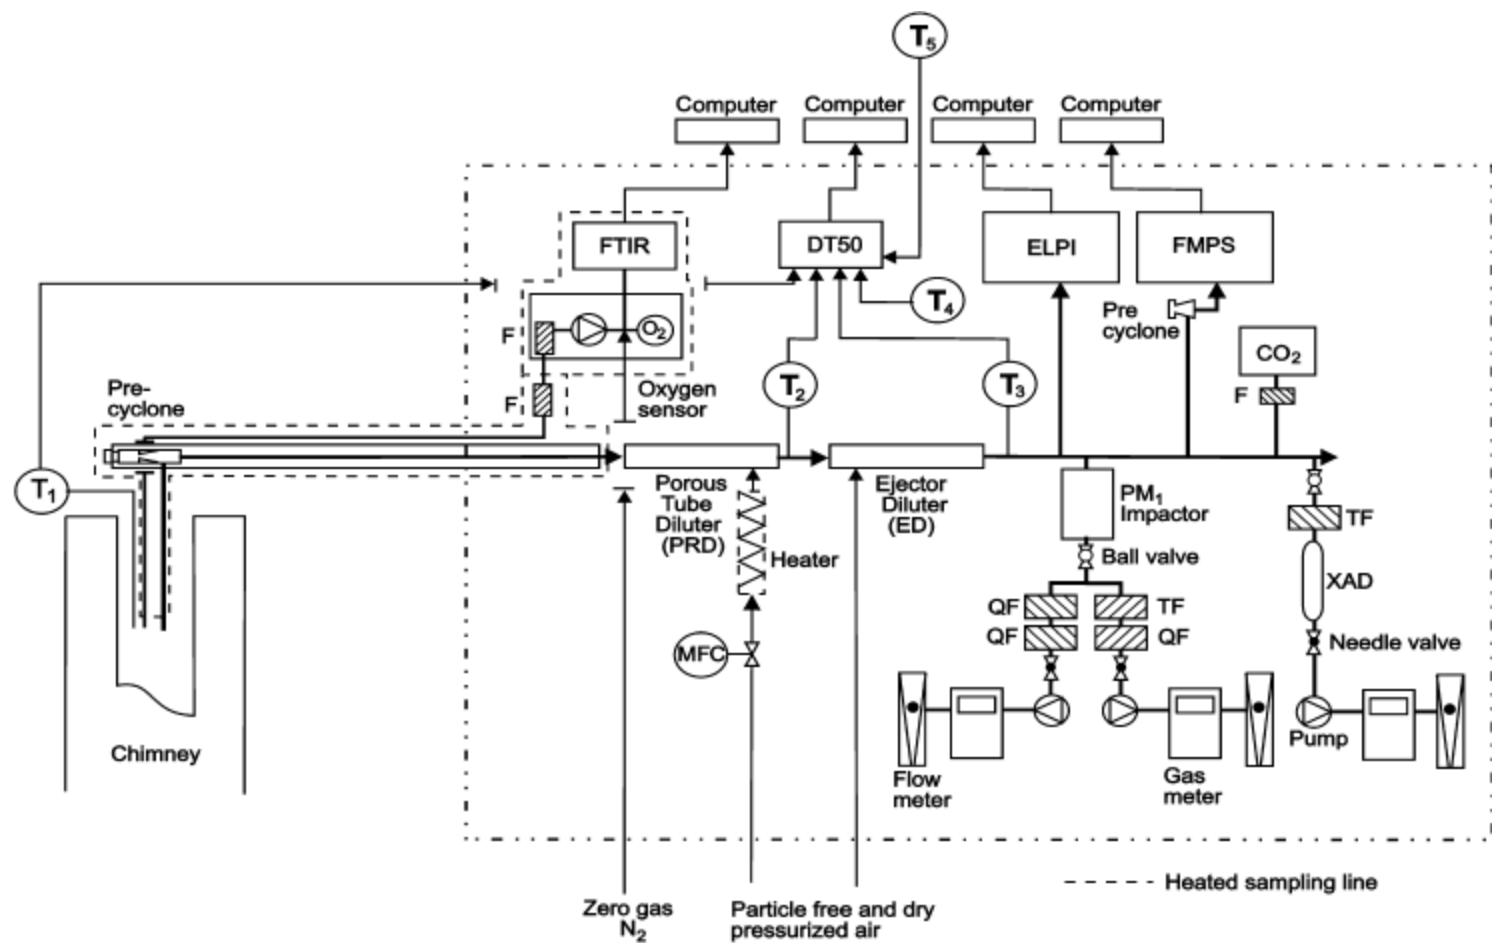 T5
Computer
Computer
Computer
Computer
FTIR
DT50
ELPI
FMPS
T4
Pre
cyclone
F
O2
CO2
Pre-
cyclone
F
Oxygen
sensor
T2
T3
F
T1
Porous
Tube
Diluter
(PRD)
Ejector
Diluter
(ED)
PM1
Impactor
TF
Heater
Ball valve
XAD
QF
TF
QF
QF
Needle valve
MFC
Chimney
Pump
Flow
meter
Gas
meter
Heated sampling line
Zero gas
N2
Particle free and dry
pressurized air